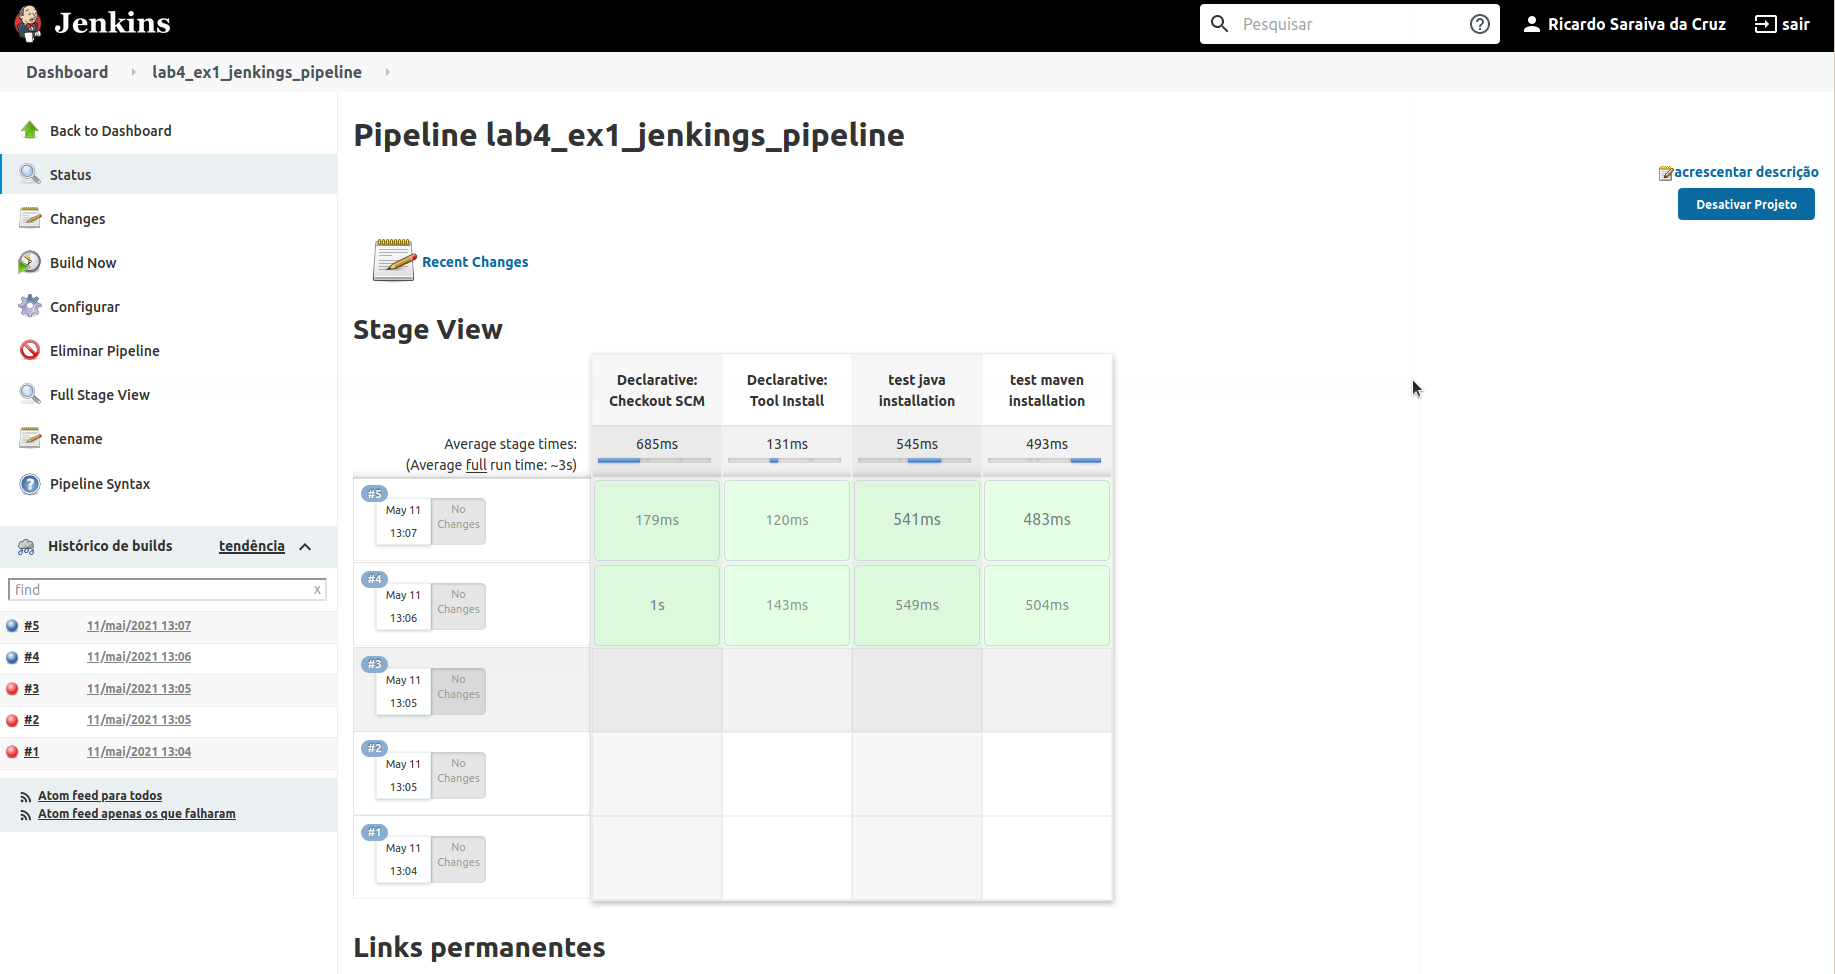 Jenkins
Pesquisar
Ricardo Saraiva da Cruz
sair
Dashboard
lab4_ex1_jenkings_pipeline
Back to Dashboard
Status
Changes
Build Now
Configurar
Eliminar Pipeline
Full Stage View
Rename
Pipeline Syntax
Histórico de builds
tendência
find
x
#5 11/mai/2021 13:07
#4 11/mai/2021 13:06
#3 11/mai/2021 13:05
#2 11/mai/2021 13:05
#1 11/mai/2021 13:04
Atom feed para todos
Atom feed apenas os que falharam
Pipeline lab4_ex1_jenkings_pipeline
acrescentar descrição
Desativar Projeto
Recent Changes
Stage View
Declarative:
Checkout SCM
Declarative:
Tool Install
test java
installation
test maven
installation
Average stage times:
(Average full run time: ~3s)
685ms
131ms
545ms
493ms
#5
May 11
13:07
No
Changes
179ms
120ms
541ms
483ms
#4
May 11
13:06
No
Changes
1s
143ms
549ms
504ms
#3
May 11
13:05
No
Changes
#2
May 11
13:05
No
Changes
#1
May 11
13:04
No
Changes
Links permanentes